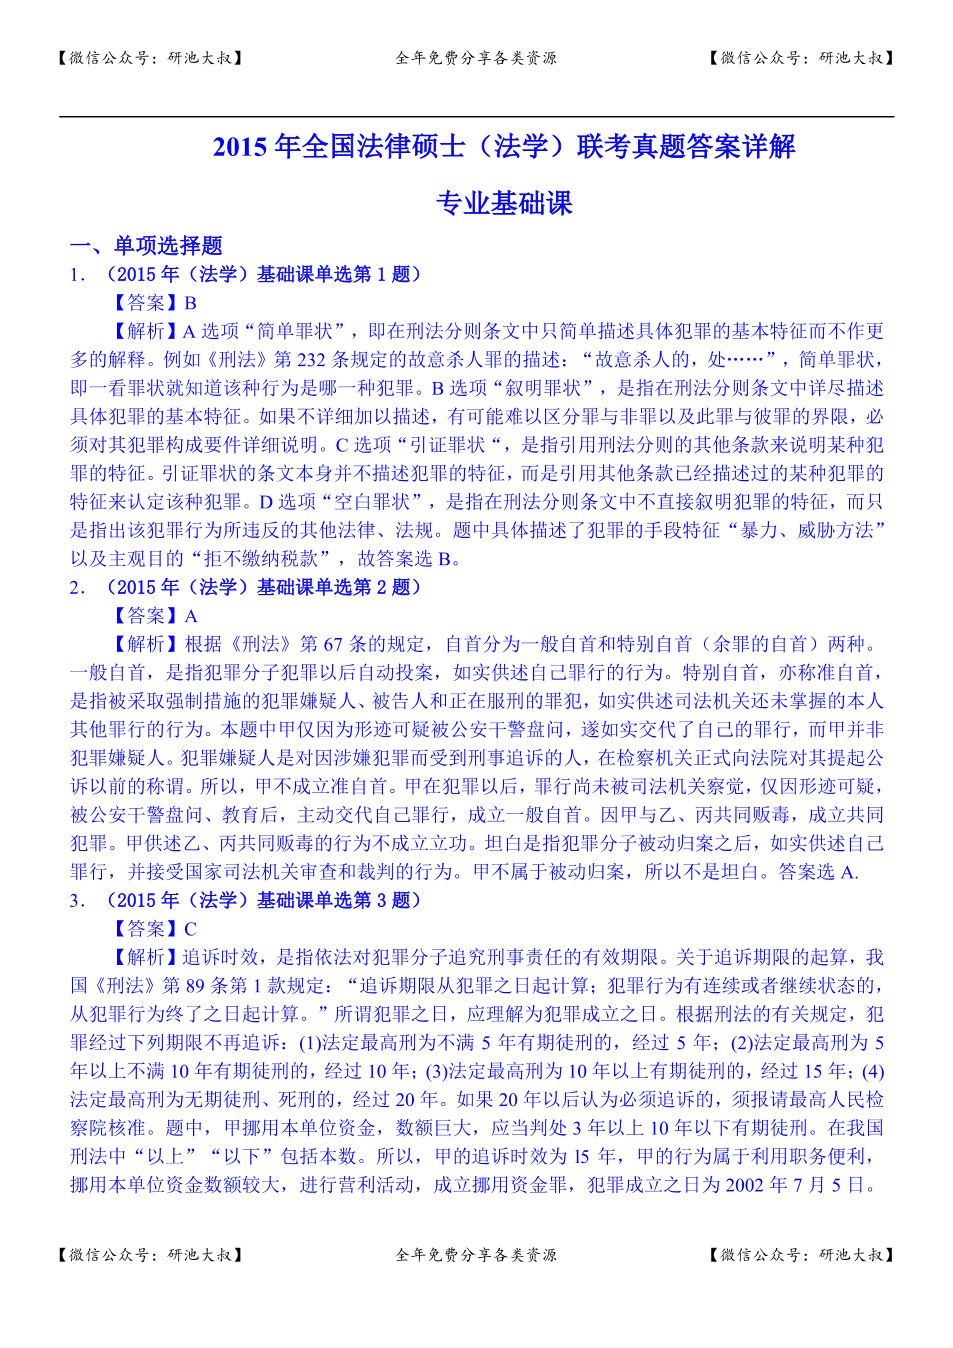 【微信公众号：研池大叔】 全年免费分享各类资源 【微信公众号：研池大叔】
2015 年全国法律硕士（法学）联考真题答案详解
专业基础课
一、单项选择题
1．（2015 年（法学）基础课单选第 1 题）
【答案】B
【解析】A 选项“简单罪状”，即在刑法分则条文中只简单描述具体犯罪的基本特征而不作更
多的解释。例如《刑法》第 232 条规定的故意杀人罪的描述：“故意杀人的，处……”，简单罪状，
即一看罪状就知道该种行为是哪一种犯罪。B 选项“叙明罪状”，是指在刑法分则条文中详尽描述
具体犯罪的基本特征。如果不详细加以描述，有可能难以区分罪与非罪以及此罪与彼罪的界限，必
须对其犯罪构成要件详细说明。C 选项“引证罪状“，是指引用刑法分则的其他条款来说明某种犯
罪的特征。引证罪状的条文本身并不描述犯罪的特征，而是引用其他条款已经描述过的某种犯罪的
特征来认定该种犯罪。D 选项“空白罪状”，是指在刑法分则条文中不直接叙明犯罪的特征，而只
是指出该犯罪行为所违反的其他法律、法规。题中具体描述了犯罪的手段特征“暴力、威胁方法”
以及主观目的“拒不缴纳税款”，故答案选 B。
2．（2015 年（法学）基础课单选第 2 题）
【答案】A
【解析】根据《刑法》第 67 条的规定，自首分为一般自首和特别自首（余罪的自首）两种。
一般自首，是指犯罪分子犯罪以后自动投案，如实供述自己罪行的行为。特别自首，亦称准自首，
是指被采取强制措施的犯罪嫌疑人、被告人和正在服刑的罪犯，如实供述司法机关还未掌握的本人
其他罪行的行为。本题中甲仅因为形迹可疑被公安干警盘问，遂如实交代了自己的罪行，而甲并非
犯罪嫌疑人。犯罪嫌疑人是对因涉嫌犯罪而受到刑事追诉的人，在检察机关正式向法院对其提起公
诉以前的称谓。所以，甲不成立准自首。甲在犯罪以后，罪行尚未被司法机关察觉，仅因形迹可疑，
被公安干警盘问、教育后，主动交代自己罪行，成立一般自首。因甲与乙、丙共同贩毒，成立共同
犯罪。甲供述乙、丙共同贩毒的行为不成立立功。坦白是指犯罪分子被动归案之后，如实供述自己
罪行，并接受国家司法机关审查和裁判的行为。甲不属于被动归案，所以不是坦白。答案选 A.
3．（2015 年（法学）基础课单选第 3 题）
【答案】C
【解析】追诉时效，是指依法对犯罪分子追究刑事责任的有效期限。关于追诉期限的起算，我
国《刑法》第 89 条第 1 款规定：“追诉期限从犯罪之日起计算；犯罪行为有连续或者继续状态的，
从犯罪行为终了之日起计算。”所谓犯罪之日，应理解为犯罪成立之日。根据刑法的有关规定，犯
罪经过下列期限不再追诉：(1)法定最高刑为不满 5 年有期徒刑的，经过 5 年；(2)法定最高刑为 5
年以上不满 10 年有期徒刑的，经过 10 年；(3)法定最高刑为 10 年以上有期徒刑的，经过 15 年；(4)
法定最高刑为无期徒刑、死刑的，经过 20 年。如果 20 年以后认为必须追诉的，须报请最高人民检
察院核准。题中，甲挪用本单位资金，数额巨大，应当判处 3 年以上 10 年以下有期徒刑。在我国
刑法中“以上”“以下”包括本数。所以，甲的追诉时效为 15 年，甲的行为属于利用职务便利，
挪用本单位资金数额较大，进行营利活动，成立挪用资金罪，犯罪成立之日为 2002 年 7 月 5 日。
【微信公众号：研池大叔】 全年免费分享各类资源 【微信公众号：研池大叔】